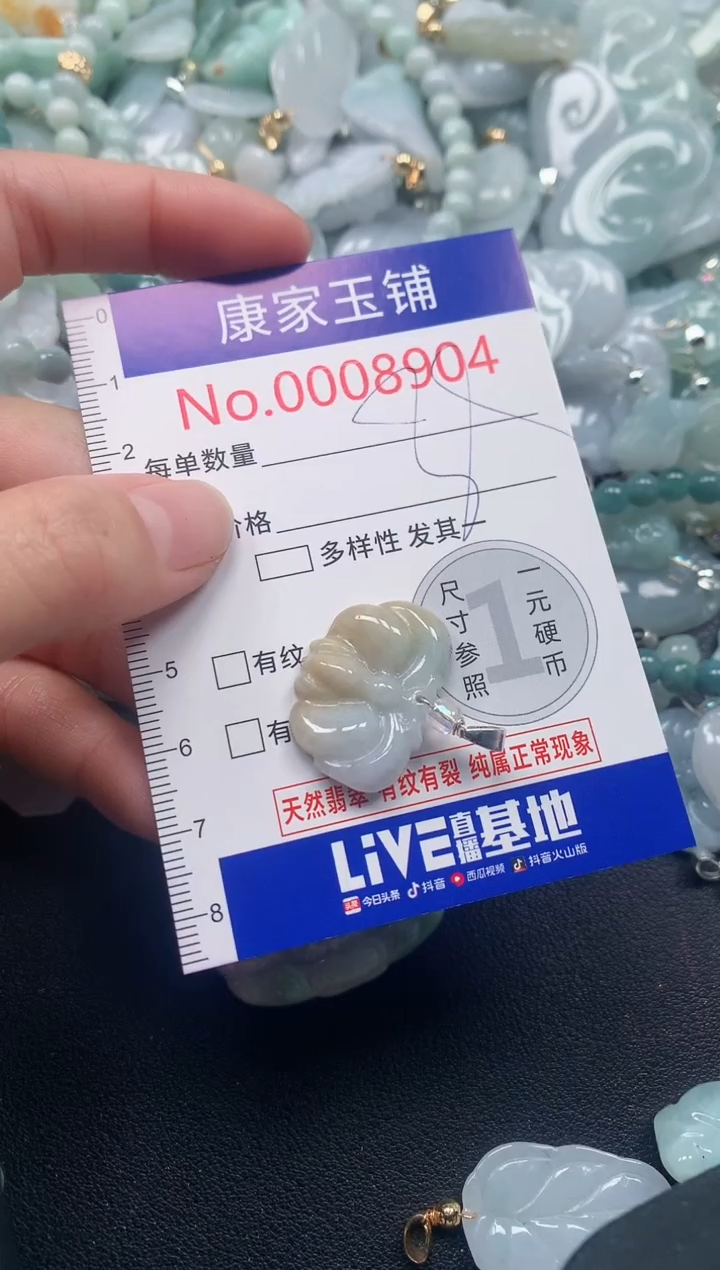 康家玉铺
No.0008904
每单数量
价格
多样性 发其一
有纹
有
尺寸参照
1
一元硬币
天然翡翠 有纹有裂 纯属正常现象
LiVE直播基地
头条 今日头条 抖音 西瓜视频 抖音火山版
0
1
2
5
6
7
8